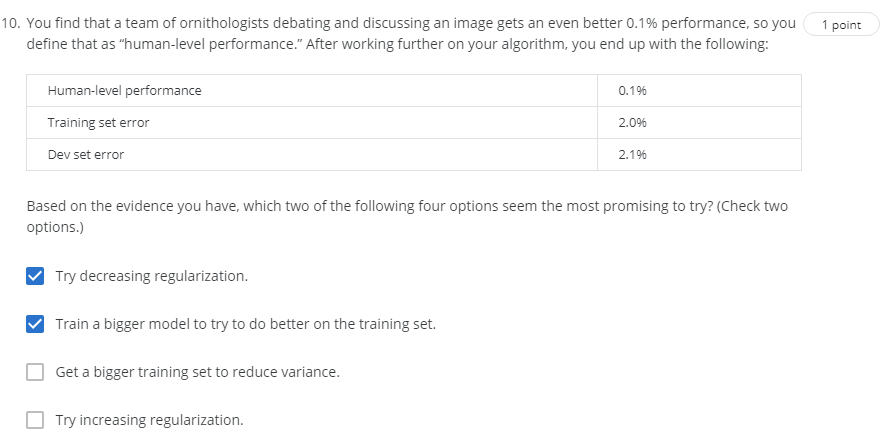 10. You find that a team of ornithologists debating and discussing an image gets an even better 0.1% performance, so you
1 point
define that as “human-level performance.” After working further on your algorithm, you end up with the following:
Human-level performance 0.1%
Training set error 2.0%
Dev set error 2.1%
Based on the evidence you have, which two of the following four options seem the most promising to try? (Check two
options.)
Try decreasing regularization.
Train a bigger model to try to do better on the training set.
Get a bigger training set to reduce variance.
Try increasing regularization.